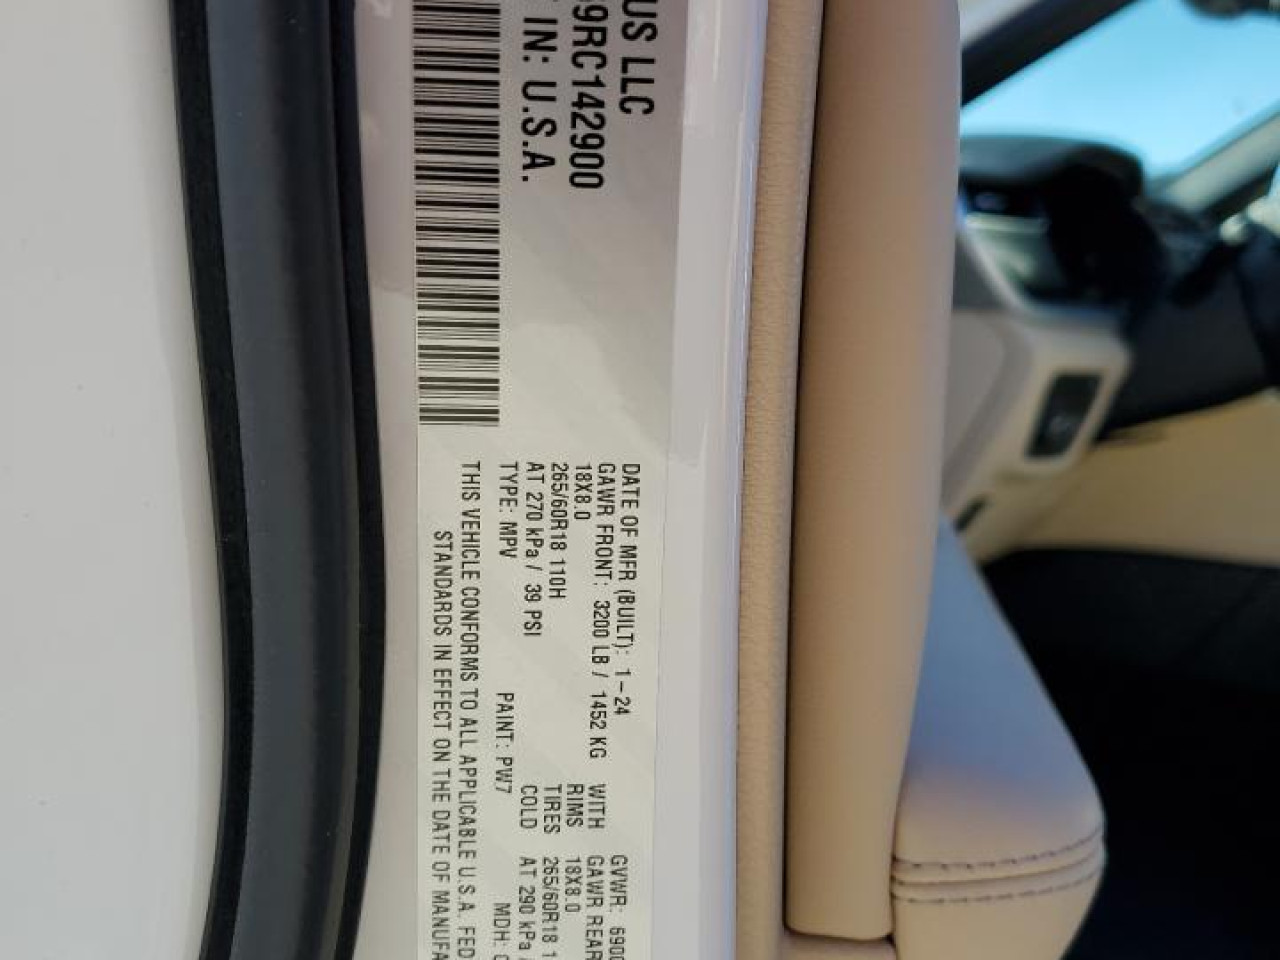 US LLC
9RC142900
IN: U.S.A.
DATE OF MFR (BUILT): 1-24 GVWR: 6900
GAWR FRONT: 3200 LB / 1452 KG WITH GAWR REAR
18X8.0 RIMS 18X8.0
265/60R18 110H TIRES 265/60R18
AT 270 kPa / 39 PSI COLD AT 290 kPa
TYPE: MPV PAINT: PW7 MDH:
THIS VEHICLE CONFORMS TO ALL APPLICABLE U.S.A. FED
STANDARDS IN EFFECT ON THE DATE OF MANUFA